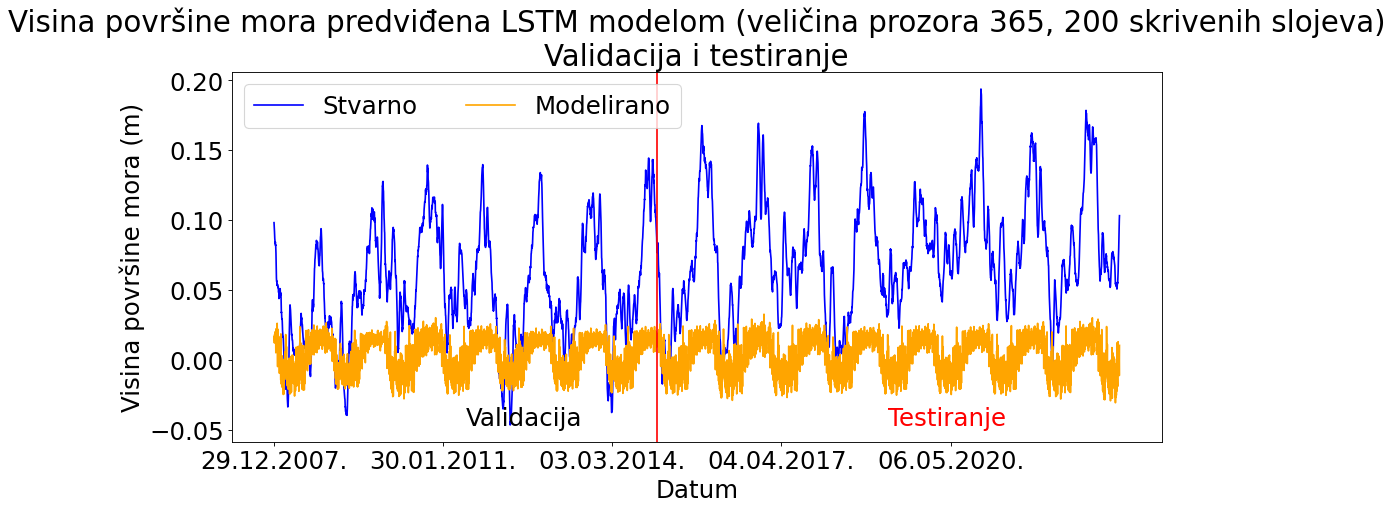 Visina površine mora predviđena LSTM modelom (veličina prozora 365, 200 skrivenih slojeva)
Validacija i testiranje
Stvarno
Modelirano
Visina površine mora (m)
0.20
0.15
0.10
0.05
0.00
−0.05
Validacija
Testiranje
29.12.2007.
30.01.2011.
03.03.2014.
04.04.2017.
06.05.2020.
Datum